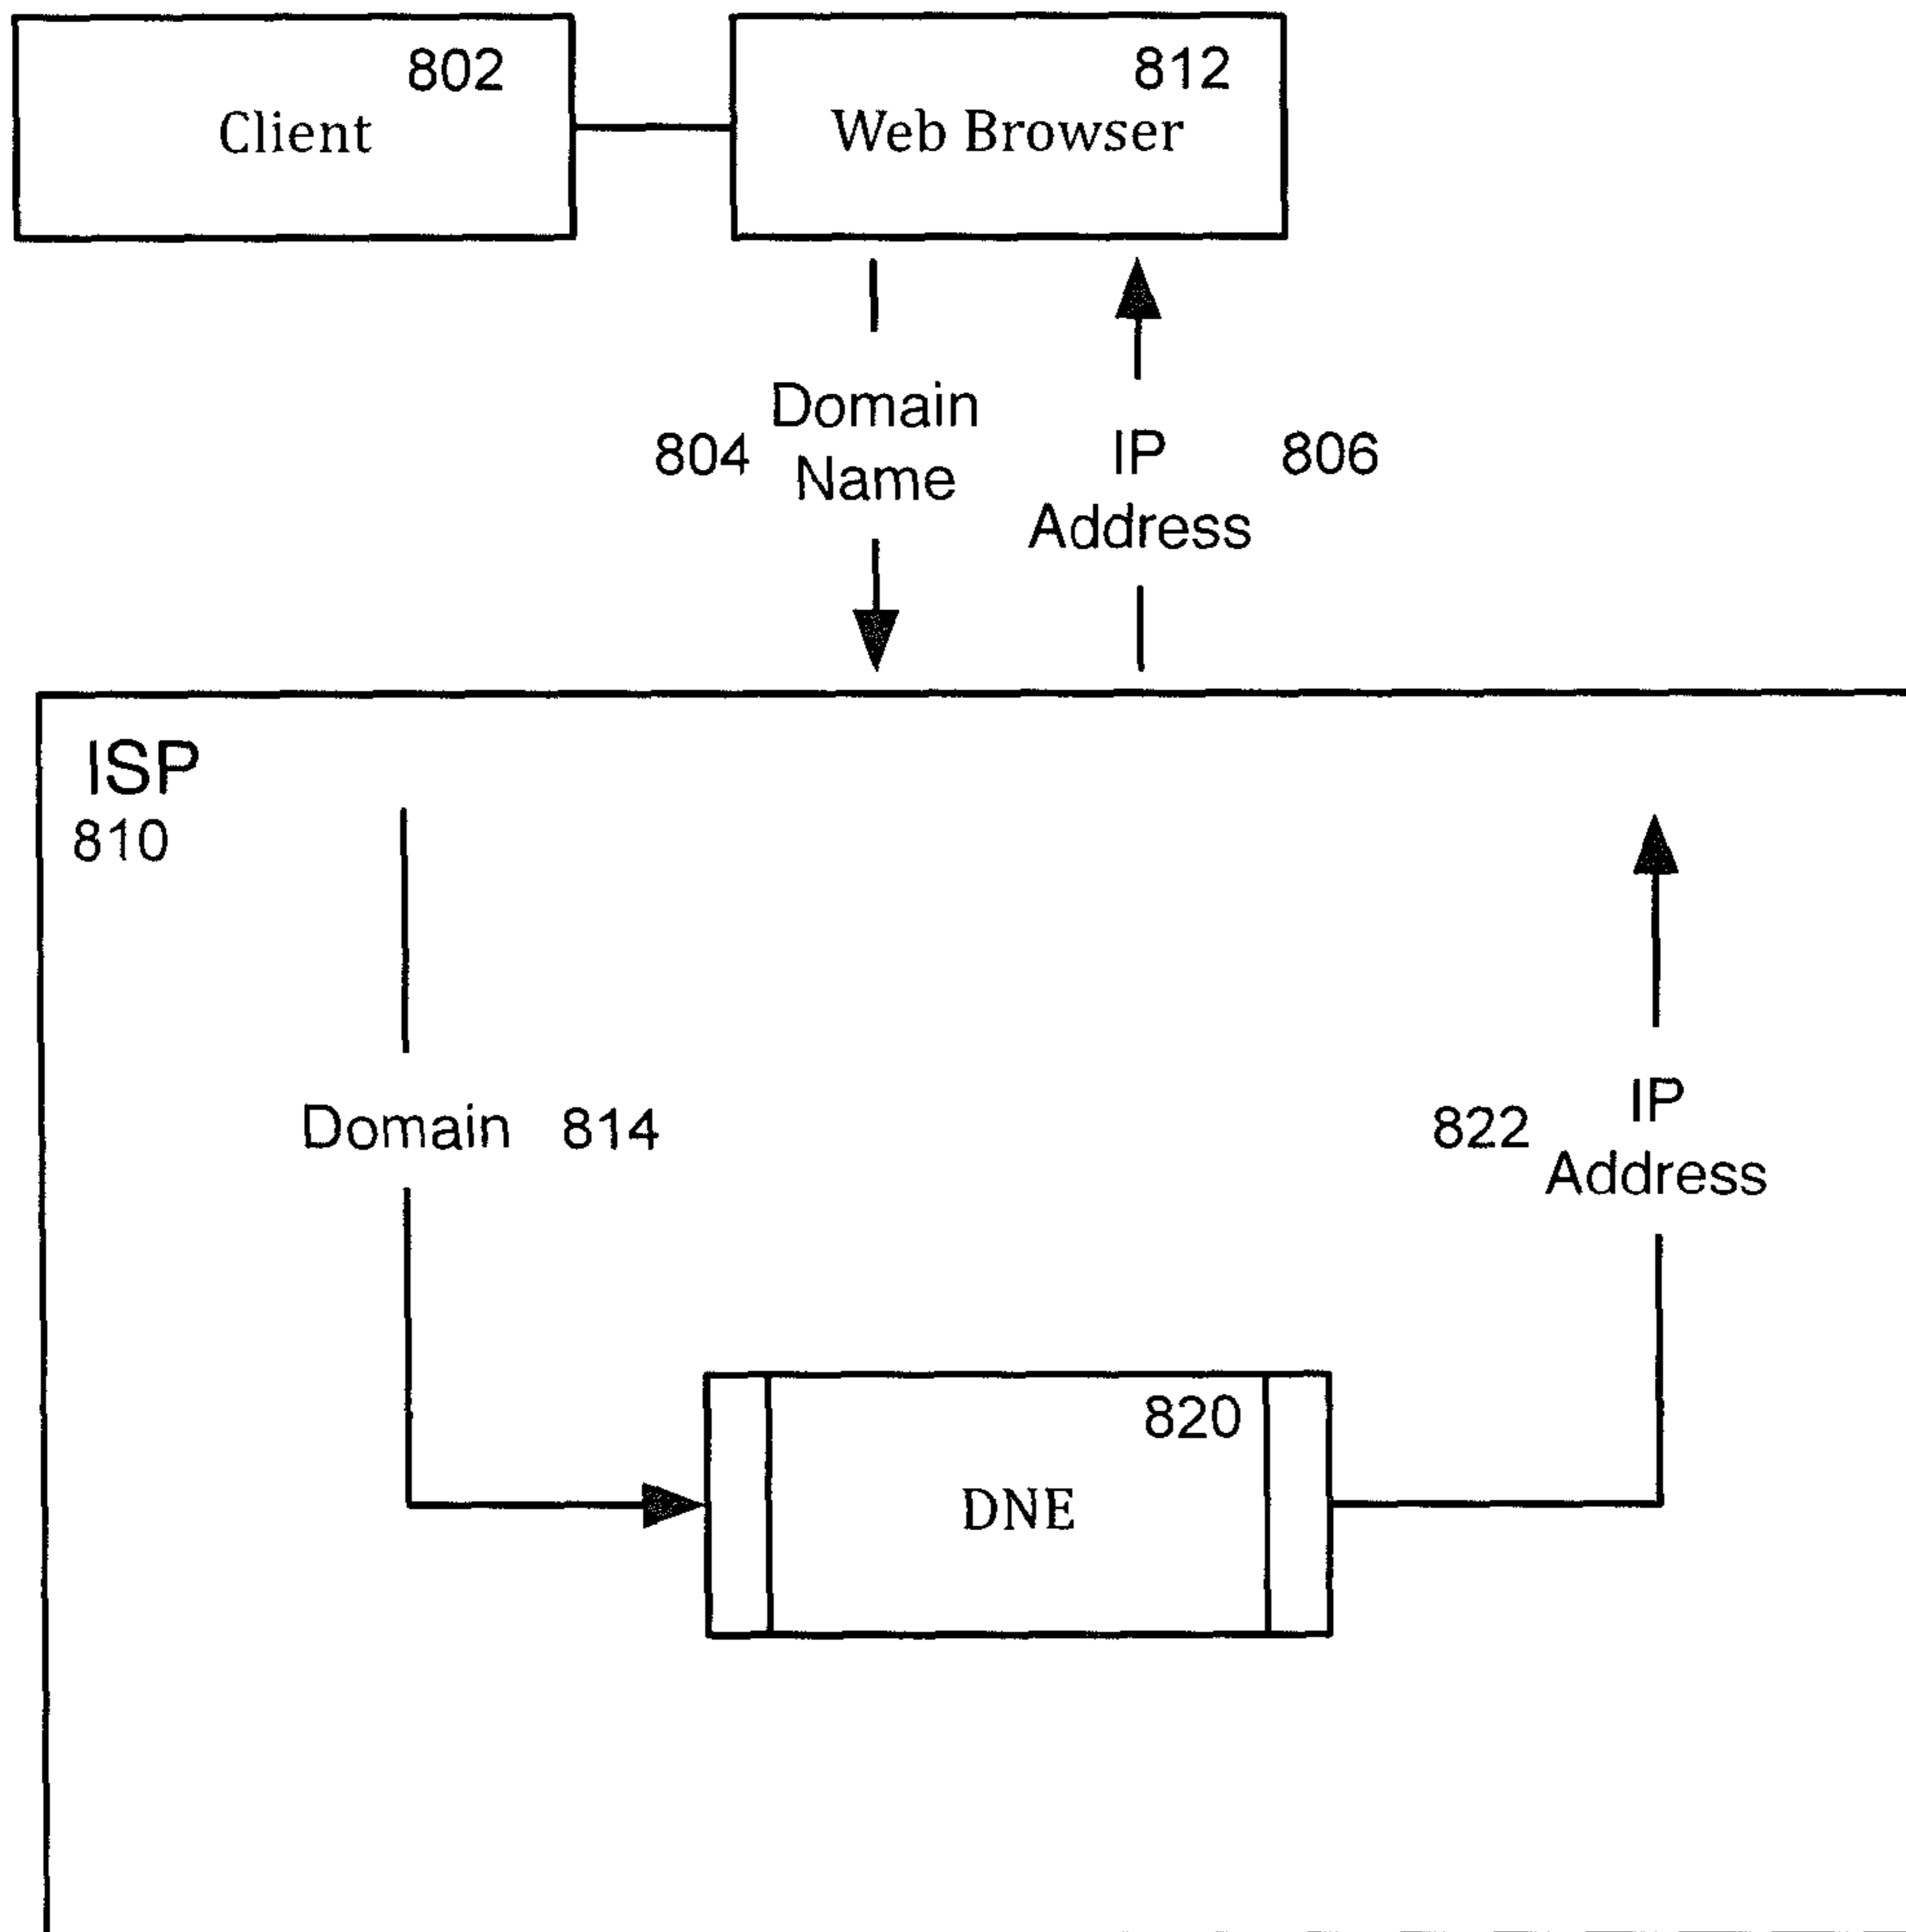 802
Client
812
Web Browser
804
Domain
Name
IP
Address
806
ISP
810
Domain 814
822
IP
Address
820
DNE